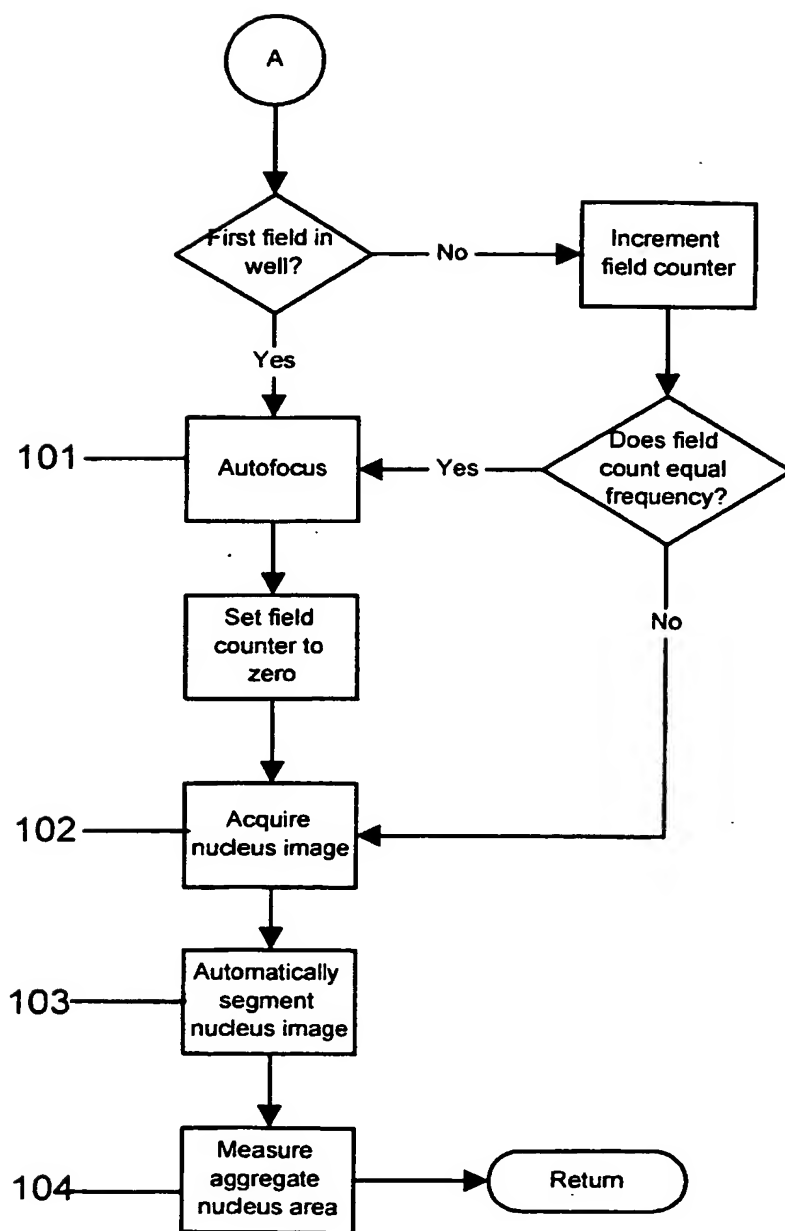 A
First field in
well?
No
Increment
field counter
Yes
101
Autofocus
Yes
Does field
count equal
frequency?
Set field
counter to
zero
No
102
Acquire
nucleus image
103
Automatically
segment
nucleus image
104
Measure
aggregate
nucleus area
Return